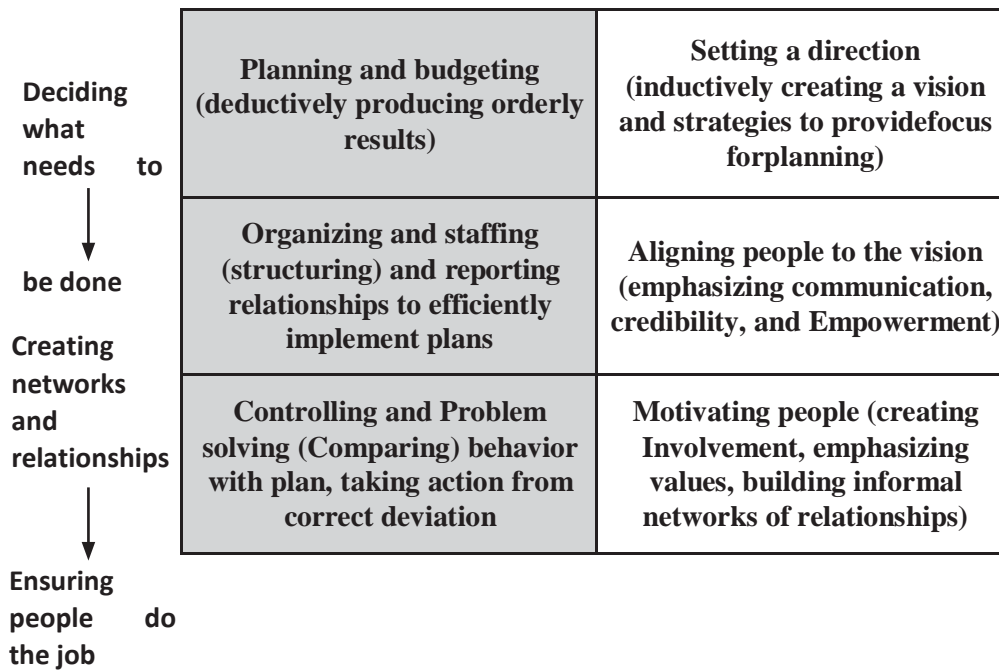 Deciding
what
needs to
be done
Creating
networks
and
relationships
Ensuring
people do
the job
Planning and budgeting
(deductively producing orderly
results)
Setting a direction
(inductively creating a vision
and strategies to providefocus
forplanning)
Organizing and staffing
(structuring) and reporting
relationships to efficiently
implement plans
Aligning people to the vision
(emphasizing communication,
credibility, and Empowerment)
Controlling and Problem
solving (Comparing) behavior
with plan, taking action from
correct deviation
Motivating people (creating
Involvement, emphasizing
values, building informal
networks of relationships)